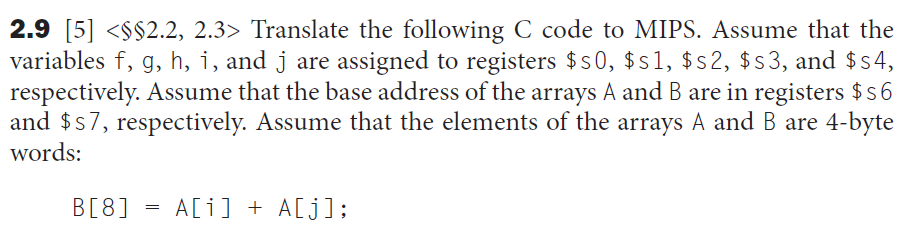 2.9 [5] <§§2.2, 2.3> Translate the following C code to MIPS. Assume that the
variables f, g, h, i, and j are assigned to registers $s0, $s1, $s2, $s3, and $s4,
respectively. Assume that the base address of the arrays A and B are in registers $s6
and $s7, respectively. Assume that the elements of the arrays A and B are 4-byte
words:
B[8] = A[i] + A[j];